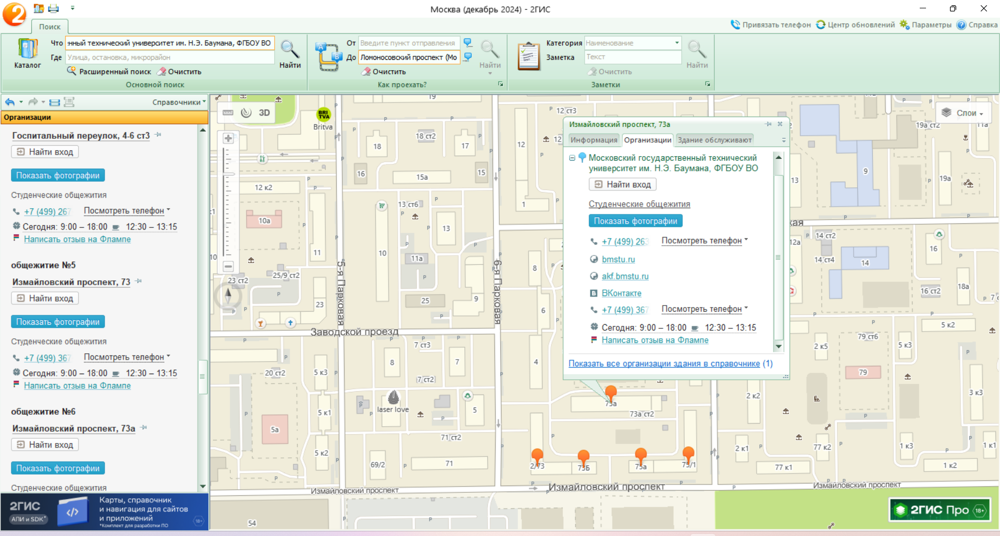 Москва (декабрь 2024) - 2ГИС
Поиск
Привязать телефон
Центр обновлений
Параметры
Справка
Каталог
Что
нный технический университет им. Н.Э. Баумана, ФГБОУ ВО
Где
Улица, остановка, микрорайон
Найти
Расширенный поиск
Очистить
Основной поиск
От
Введите пункт отправления
До
Ломоносовский проспект (Мо
Найти
Очистить
Как проехать?
Категория
Наименование
Заметка
Текст
Найти
Очистить
Заметки
Справочники
Организации
Госпитальный переулок, 4-6 ст3
Найти вход
Показать фотографии
Студенческие общежития
+7 (499) 267
Посмотреть телефон
Сегодня: 9:00 – 18:00
12:30 – 13:15
Написать отзыв на Флампе
общежитие №5
Измайловский проспект, 73
Найти вход
Показать фотографии
Студенческие общежития
+7 (499) 367
Посмотреть телефон
Сегодня: 9:00 – 18:00
12:30 – 13:15
Написать отзыв на Флампе
общежитие №6
Измайловский проспект, 73а
Найти вход
Показать фотографии
Студенческие общежития
2ГИС
АПИ и SDK*
Карты, справочник
и навигация для сайтов
и приложений
*Комплект для разработки ПО
18+
3D
Слои
Измайловский проспект, 73а
Информация
Организации
Здание обслуживают
Московский государственный технический
университет им. Н.Э. Баумана, ФГБОУ ВО
Найти вход
Студенческие общежития
Показать фотографии
+7 (499) 263
Посмотреть телефон
bmstu.ru
akf.bmstu.ru
ВКонтакте
+7 (499) 367
Посмотреть телефон
Сегодня: 9:00 – 18:00
12:30 – 13:15
Написать отзыв на Флампе
Показать все организации здания в справочнике (1)
BRI
TVA
Britva
19
12 ст3
19а ст2
11а
18 ст2
18
17
12
12
16
15а
15
9
13
19а
12 к2
1
10а
13 ст6
13
кая
14 ст2
12а
16
11
10
11а
8
14 ст4
14
25/9 ст2
23 ст2
5-я Парковая
6-я Парковая
18а
16 ст2
23
25
9
6
Заводской проезд
5 к2
7 ст3
79 ст6
2 к5
5 к3
8
7
4
20 ст2
5 к3
7 ст2
79
laser love
5
73а
73а ст2
2 к2
3 к3
5 к1
5а
71 ст2
5 к2
69/2
71
2/73
73Б
75а
75/1
2 к1
77 к2
1 к3
1 к1
77 к1
1 к2
Измайловский проспект
Измайловский проспект
Измайловский проспект
54
2ГИС Про
18+